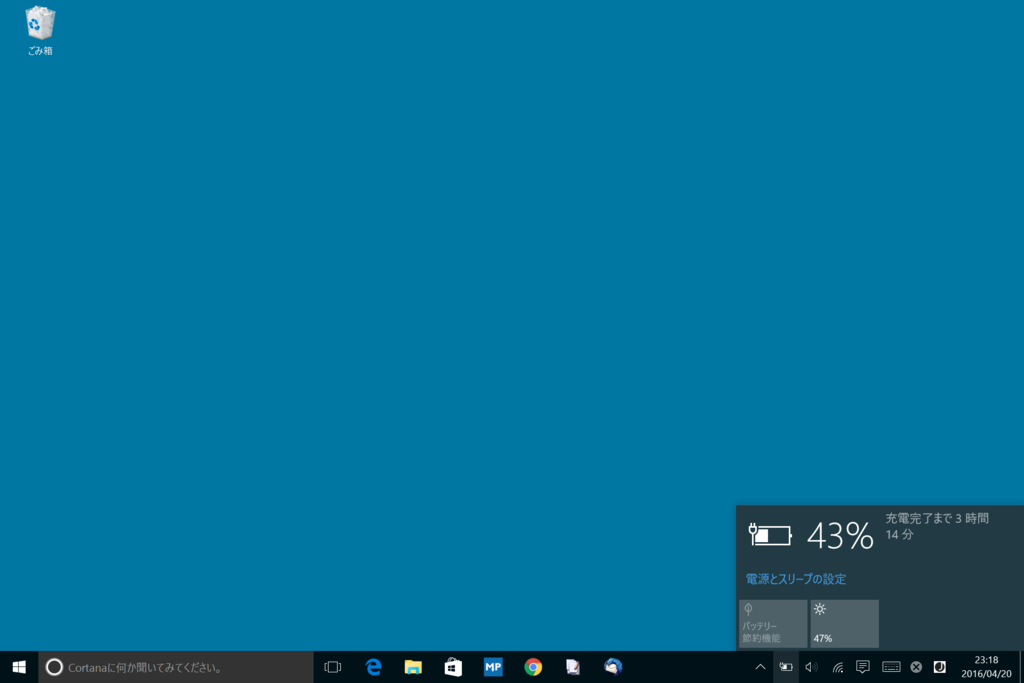 ごみ箱
43%
充電完了まで 3 時間
14 分
電源とスリープの設定
バッテリー
節約機能
47%
Cortanaに何か聞いてみてください。
MP
23:18
2016/04/20